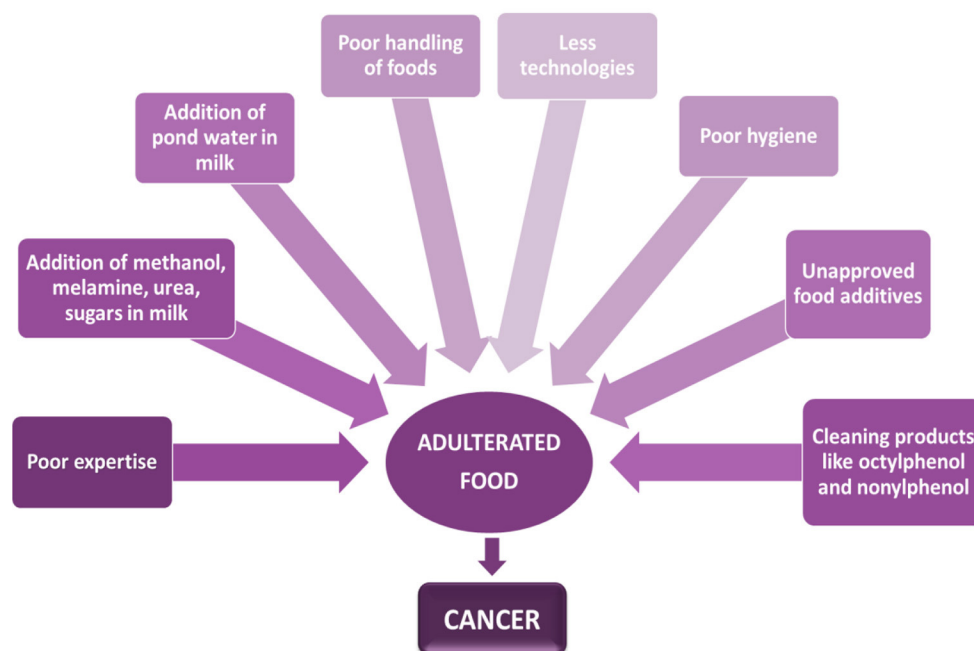 Poor handling
of foods
Less
technologies
Addition of
pond water in
milk
Poor hygiene
Addition of methanol,
melamine, urea,
sugars in milk
Unapproved
food additives
Poor expertise
ADULTERATED
FOOD
Cleaning products
like octylphenol
and nonylphenol
CANCER